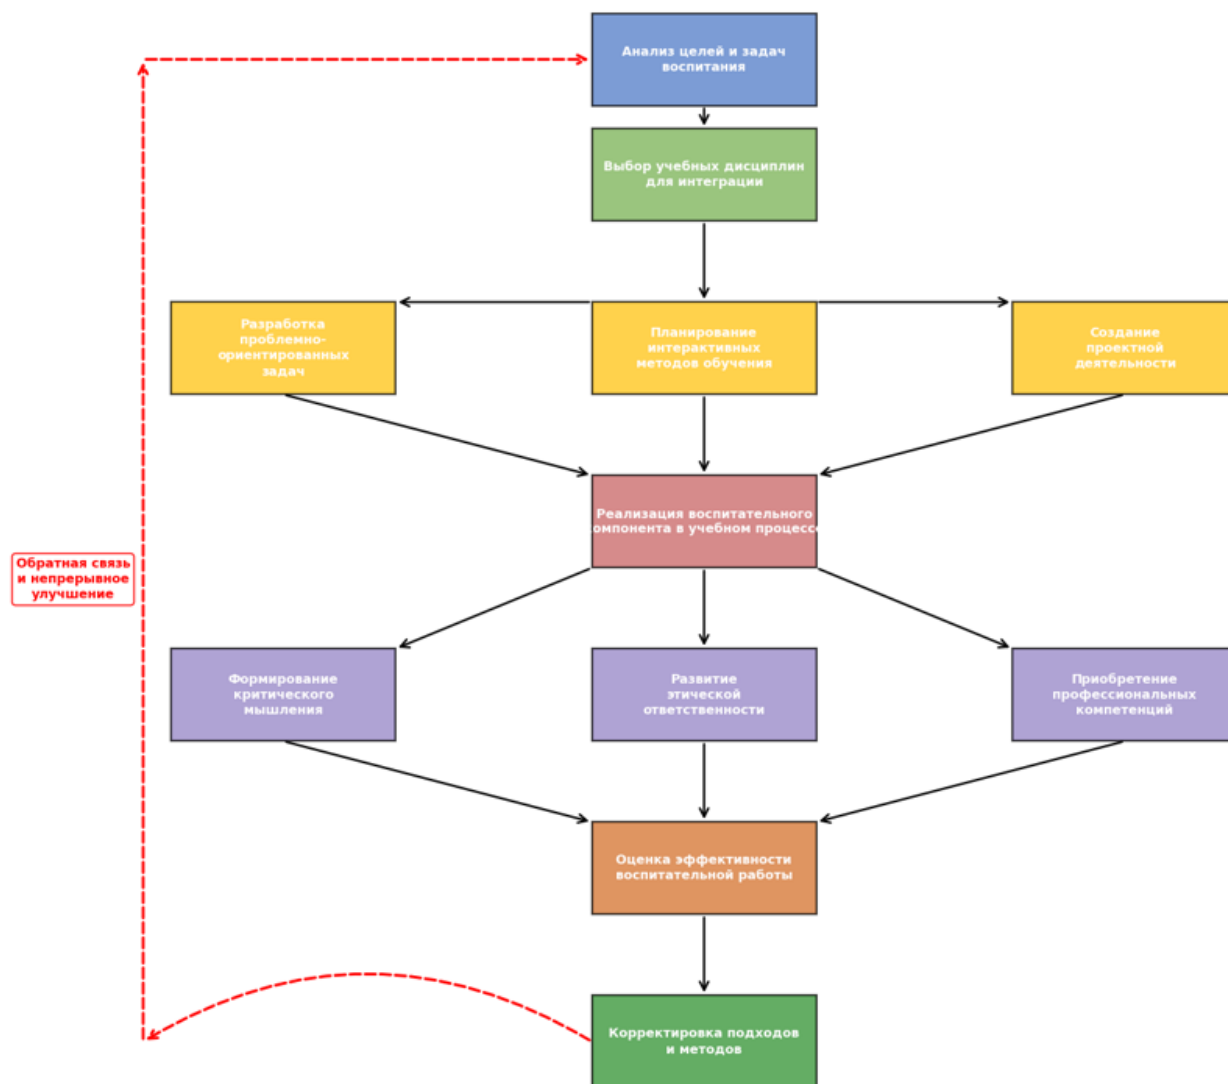 Анализ целей и задач
воспитания
Выбор учебных дисциплин
для интеграции
Разработка
проблемно-
ориентированных
задач
Планирование
интерактивных
методов обучения
Создание
проектной
деятельности
Реализация воспитательного
омпонента в учебном процесс
Обратная связь
и непрерывное
улучшение
Формирование
критического
мышления
Развитие
этической
ответственности
Приобретение
профессиональных
компетенций
Оценка эффективности
воспитательной работы
Корректировка подходов
и методов